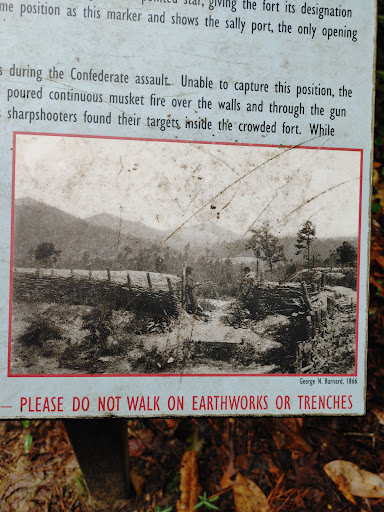 star, giving the fort its designation
me position as this marker and shows the sally port, the only opening
s during the Confederate assault. Unable to capture this position, the
poured continuous musket fire over the walls and through the gun
s sharpshooters found their targets inside the crowded fort. While
George N. Barnard, 1866
— PLEASE DO NOT WALK ON EARTHWORKS OR TRENCHES